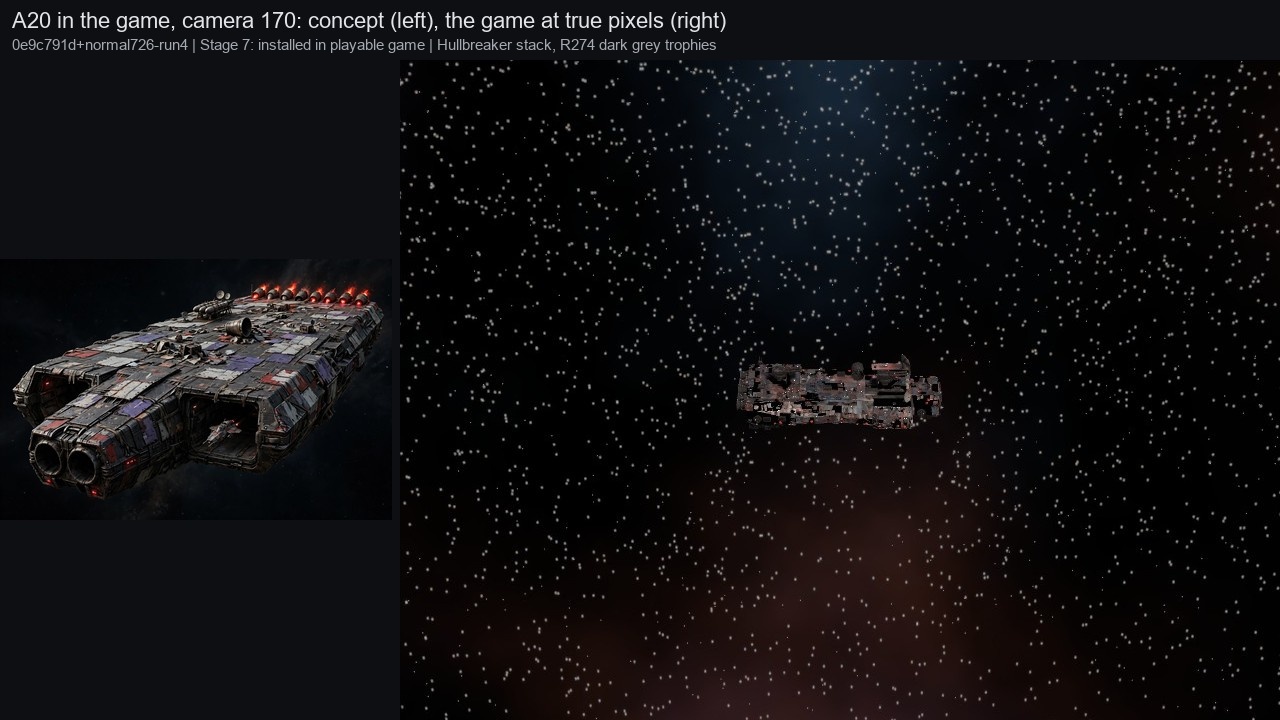 A20 in the game, camera 170: concept (left), the game at true pixels (right)
0e9c791d+normal726-run4 | Stage 7: installed in playable game | Hullbreaker stack, R274 dark grey trophies